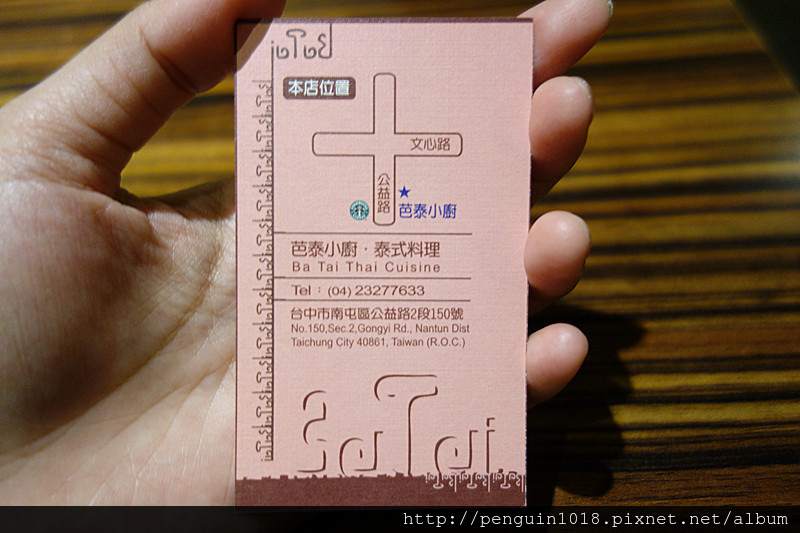 本店位置
文心路
公益路
芭泰小廚
芭泰小廚．泰式料理
Ba Tai Thai Cuisine
Tel：(04) 23277633
台中市南屯區公益路2段150號
No.150,Sec.2,Gongyi Rd., Nantun Dist
Taichung City 40861, Taiwan (R.O.C.)
BaTai
http://penguin1018.pixnet.net/album